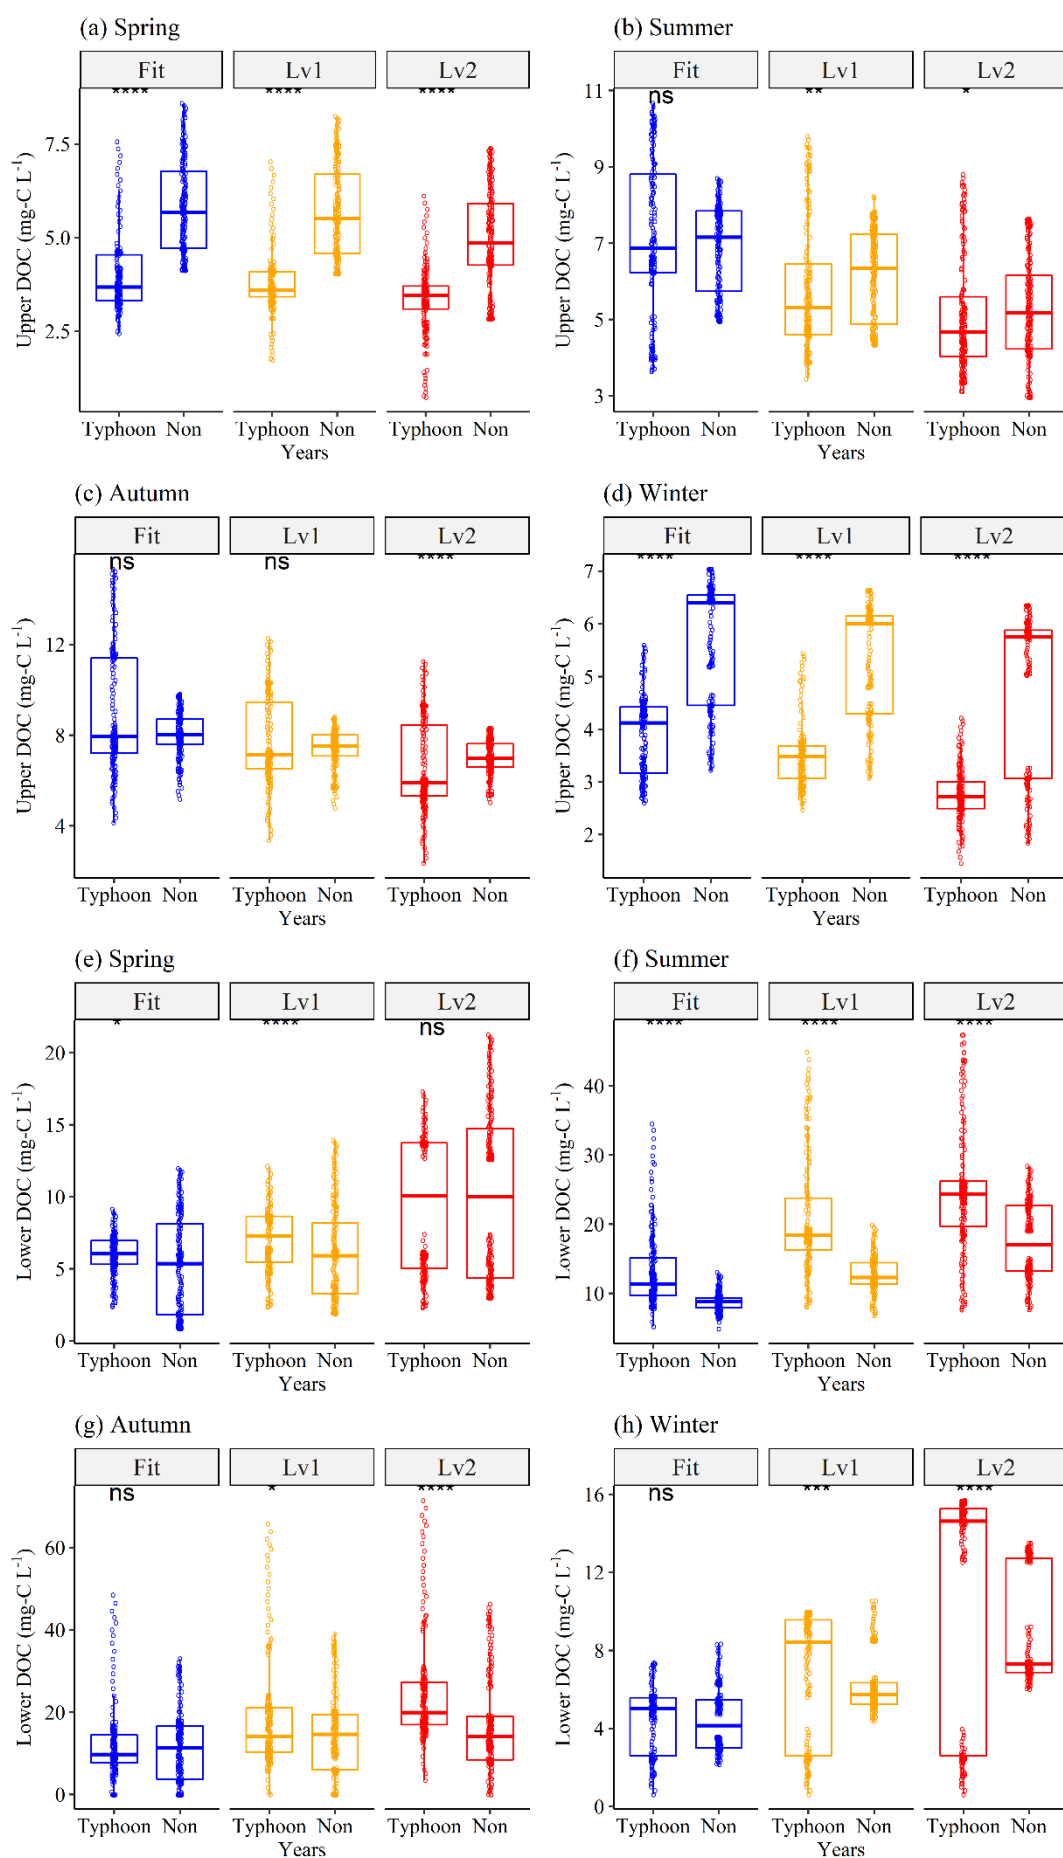 (a) Spring
Fit Lv1 Lv2
**** **** ****
7.5
5.0
2.5
Upper DOC (mg-C L⁻¹)
Typhoon Non Typhoon Non Typhoon Non
Years
(b) Summer
Fit Lv1 Lv2
ns ** *
11
9
7
5
3
Upper DOC (mg-C L⁻¹)
Typhoon Non Typhoon Non Typhoon Non
Years
(c) Autumn
Fit Lv1 Lv2
ns ns ****
12
8
4
Upper DOC (mg-C L⁻¹)
Typhoon Non Typhoon Non Typhoon Non
Years
(d) Winter
Fit Lv1 Lv2
**** **** ****
7
6
5
4
3
2
Upper DOC (mg-C L⁻¹)
Typhoon Non Typhoon Non Typhoon Non
Years
(e) Spring
Fit Lv1 Lv2
* **** ns
20
15
10
5
0
Lower DOC (mg-C L⁻¹)
Typhoon Non Typhoon Non Typhoon Non
Years
(f) Summer
Fit Lv1 Lv2
**** **** ****
40
30
20
10
Lower DOC (mg-C L⁻¹)
Typhoon Non Typhoon Non Typhoon Non
Years
(g) Autumn
Fit Lv1 Lv2
ns * ****
60
40
20
0
Lower DOC (mg-C L⁻¹)
Typhoon Non Typhoon Non Typhoon Non
Years
(h) Winter
Fit Lv1 Lv2
ns *** ****
16
12
8
4
0
Lower DOC (mg-C L⁻¹)
Typhoon Non Typhoon Non Typhoon Non
Years